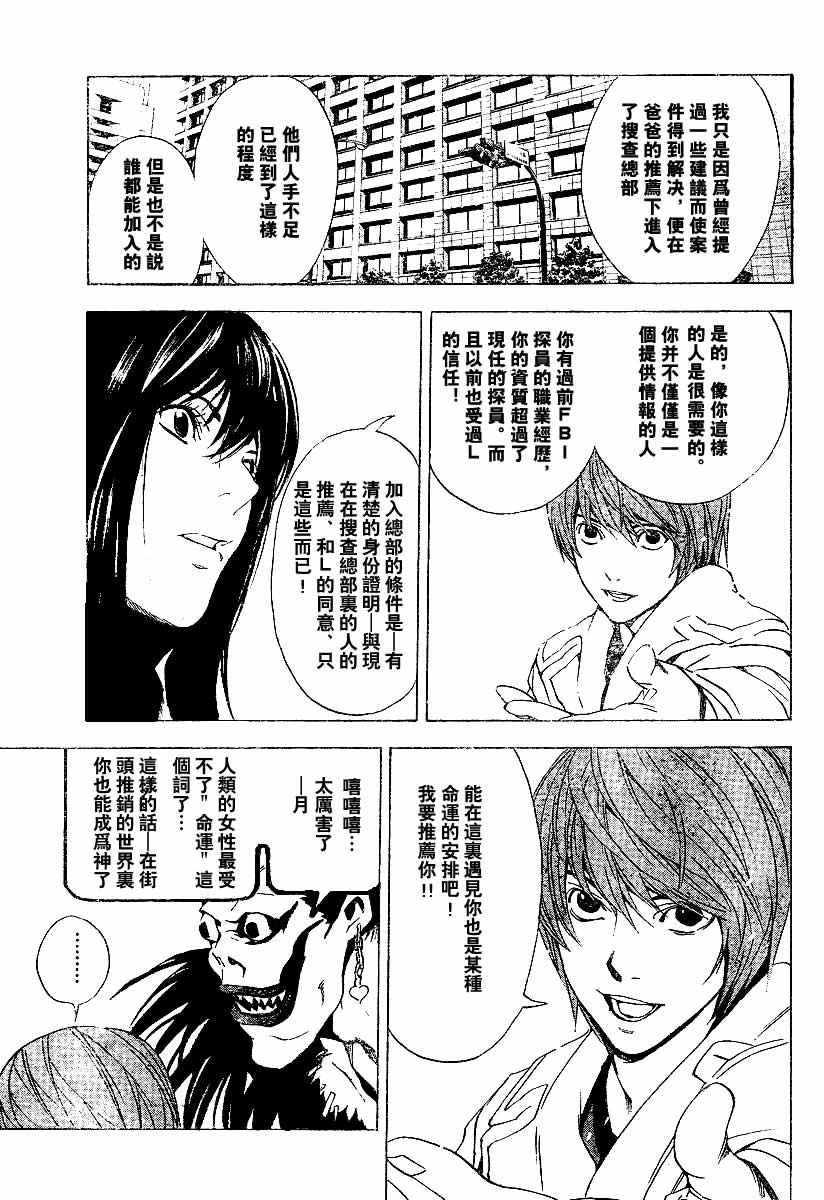 我只是因爲曾經提
過一些建議而使案
件得到解决，便在
爸爸的推薦下進入
了搜查總部
他們人手不足
已經到了這樣
的程度
但是也不是説
誰都能加入的
是的，像你這樣
的人是很需要的。
你并不僅僅是一
個提供情報的人
你有過前FBI
探員的職業經歷，
你的資質超過了
現任的探員。而
且以前也受過L
的信任！
加入總部的條件是—有
清楚的身份證明—與現
在在搜查總部裏的人的
推薦、和L的同意、只
是這些而已！
能在這裏遇見你也是某種
命運的安排吧！
我要推薦你!!
嘻嘻嘻…
太厲害了
—月
人類的女性最受
不了"命運"這
個詞了…
這樣的話—在街
頭推銷的世界裏
你也能成爲神了
………